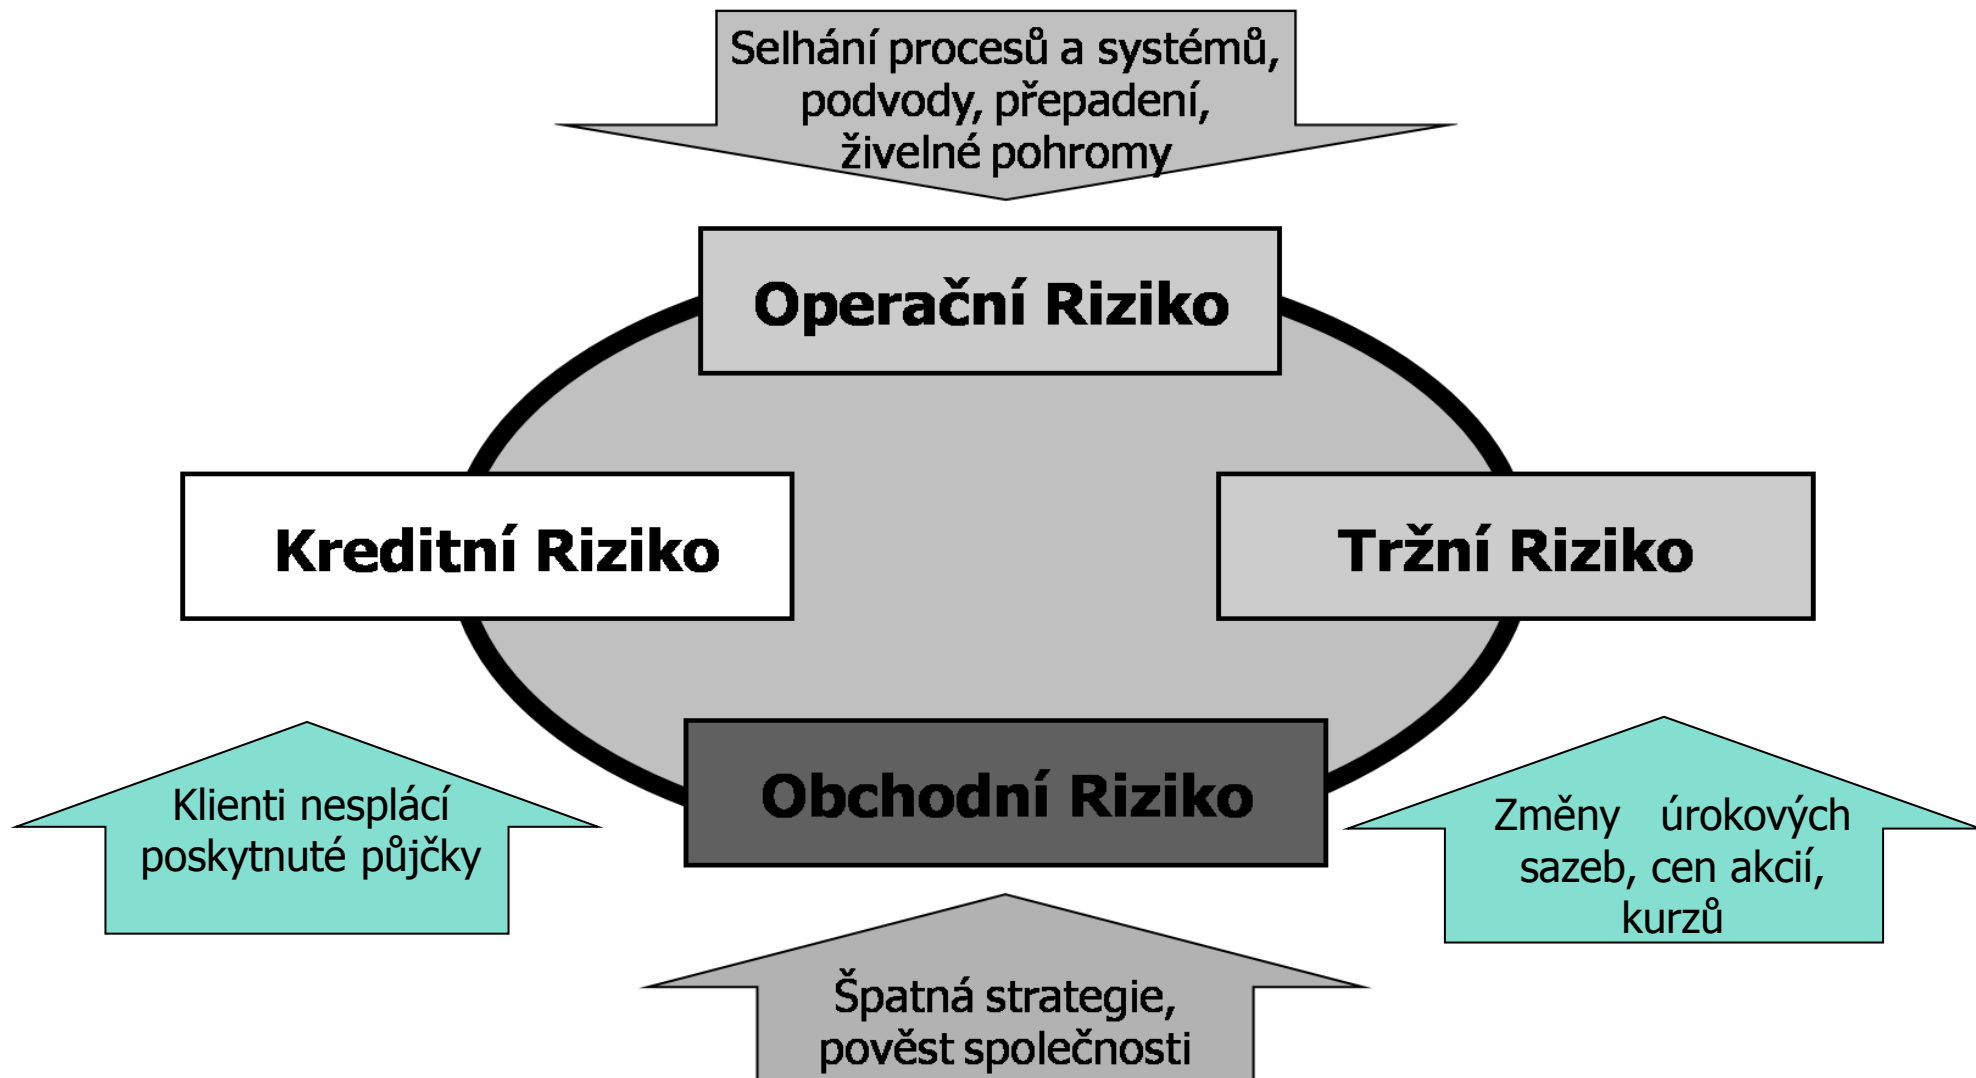 Selhání procesů a systémů,
podvody, přepadení,
živelné pohromy
Operační Riziko
Kreditní Riziko
Tržní Riziko
Obchodní Riziko
Klienti nesplácí
poskytnuté půjčky
Změny úrokových
sazeb, cen akcií,
kurzů
Špatná strategie,
pověst společnosti